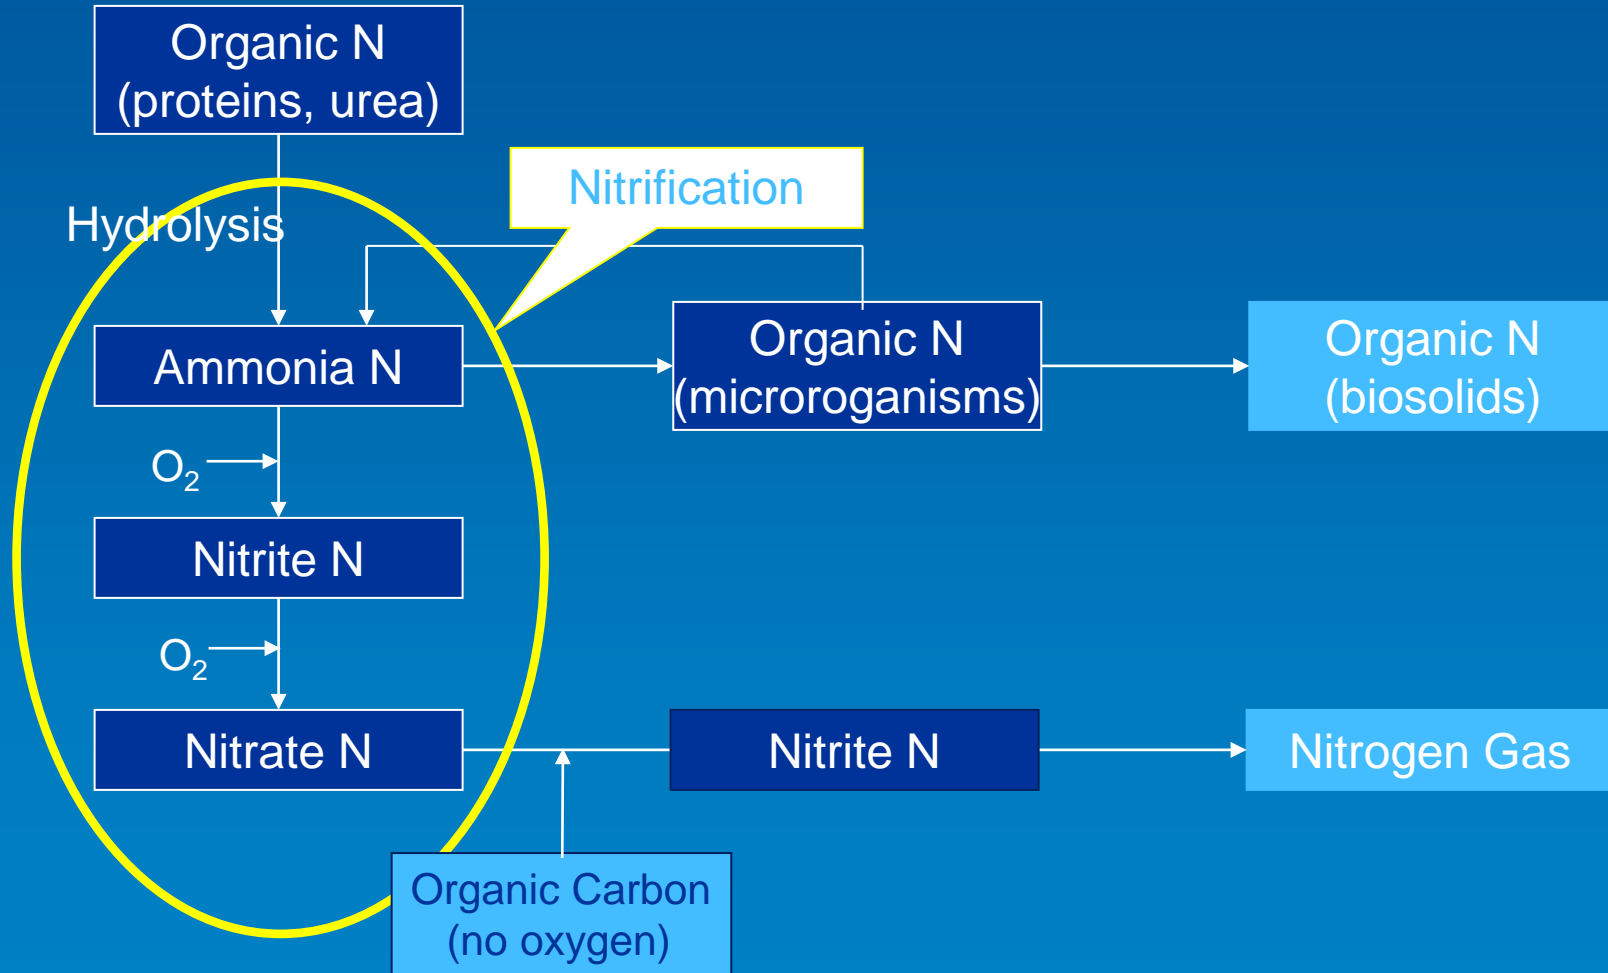 Organic N
(proteins, urea)
Nitrification
Hydrolysis
Ammonia N
Organic N
(microroganisms)
Organic N
(biosolids)
O₂
Nitrite N
O₂
Nitrate N
Nitrite N
Nitrogen Gas
Organic Carbon
(no oxygen)